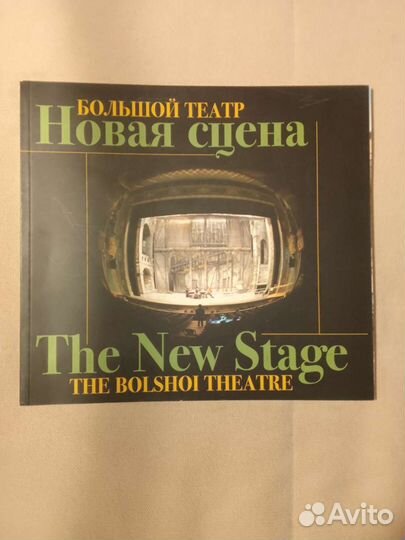 БОЛЬШОЙ ТЕАТР
Новая сцена
The New Stage
THE BOLSHOI THEATRE
Avito